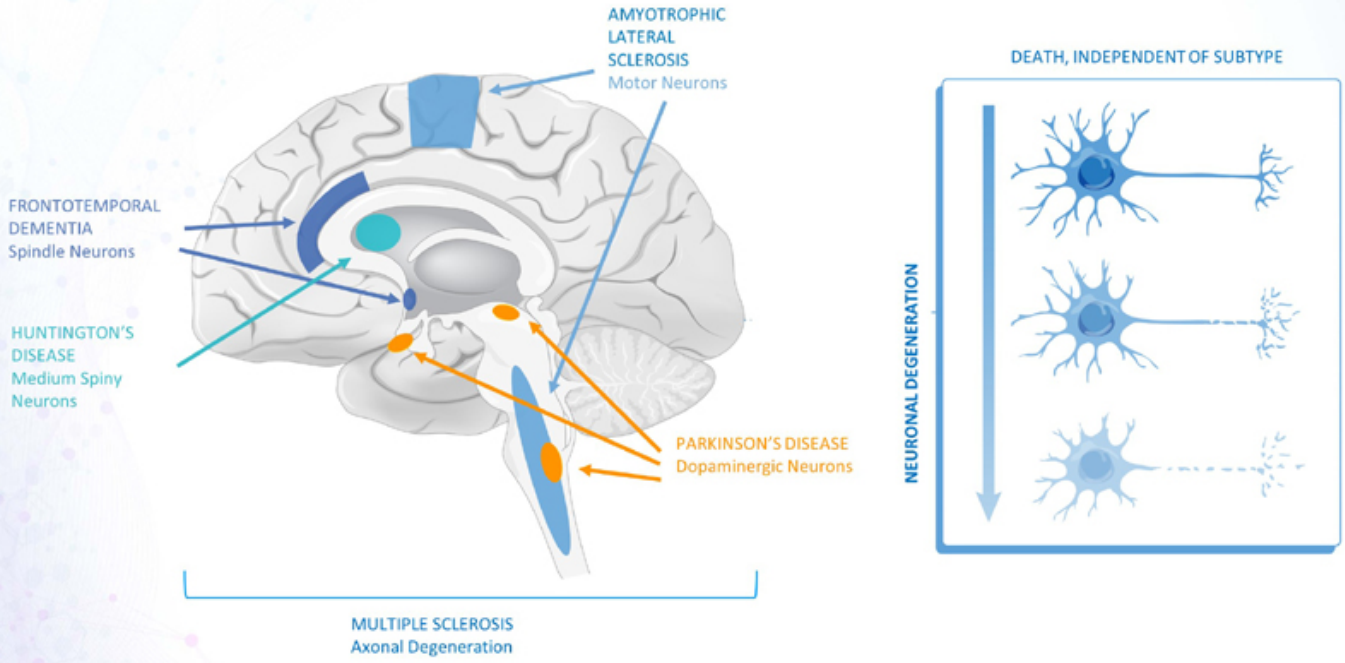 AMYOTROPHIC
LATERAL
SCLEROSIS
Motor Neurons
DEATH, INDEPENDENT OF SUBTYPE
FRONTOTEMPORAL
DEMENTIA
Spindle Neurons
HUNTINGTON'S
DISEASE
Medium Spiny
Neurons
PARKINSON'S DISEASE
Dopaminergic Neurons
NEURONAL DEGENERATION
MULTIPLE SCLEROSIS
Axonal Degeneration